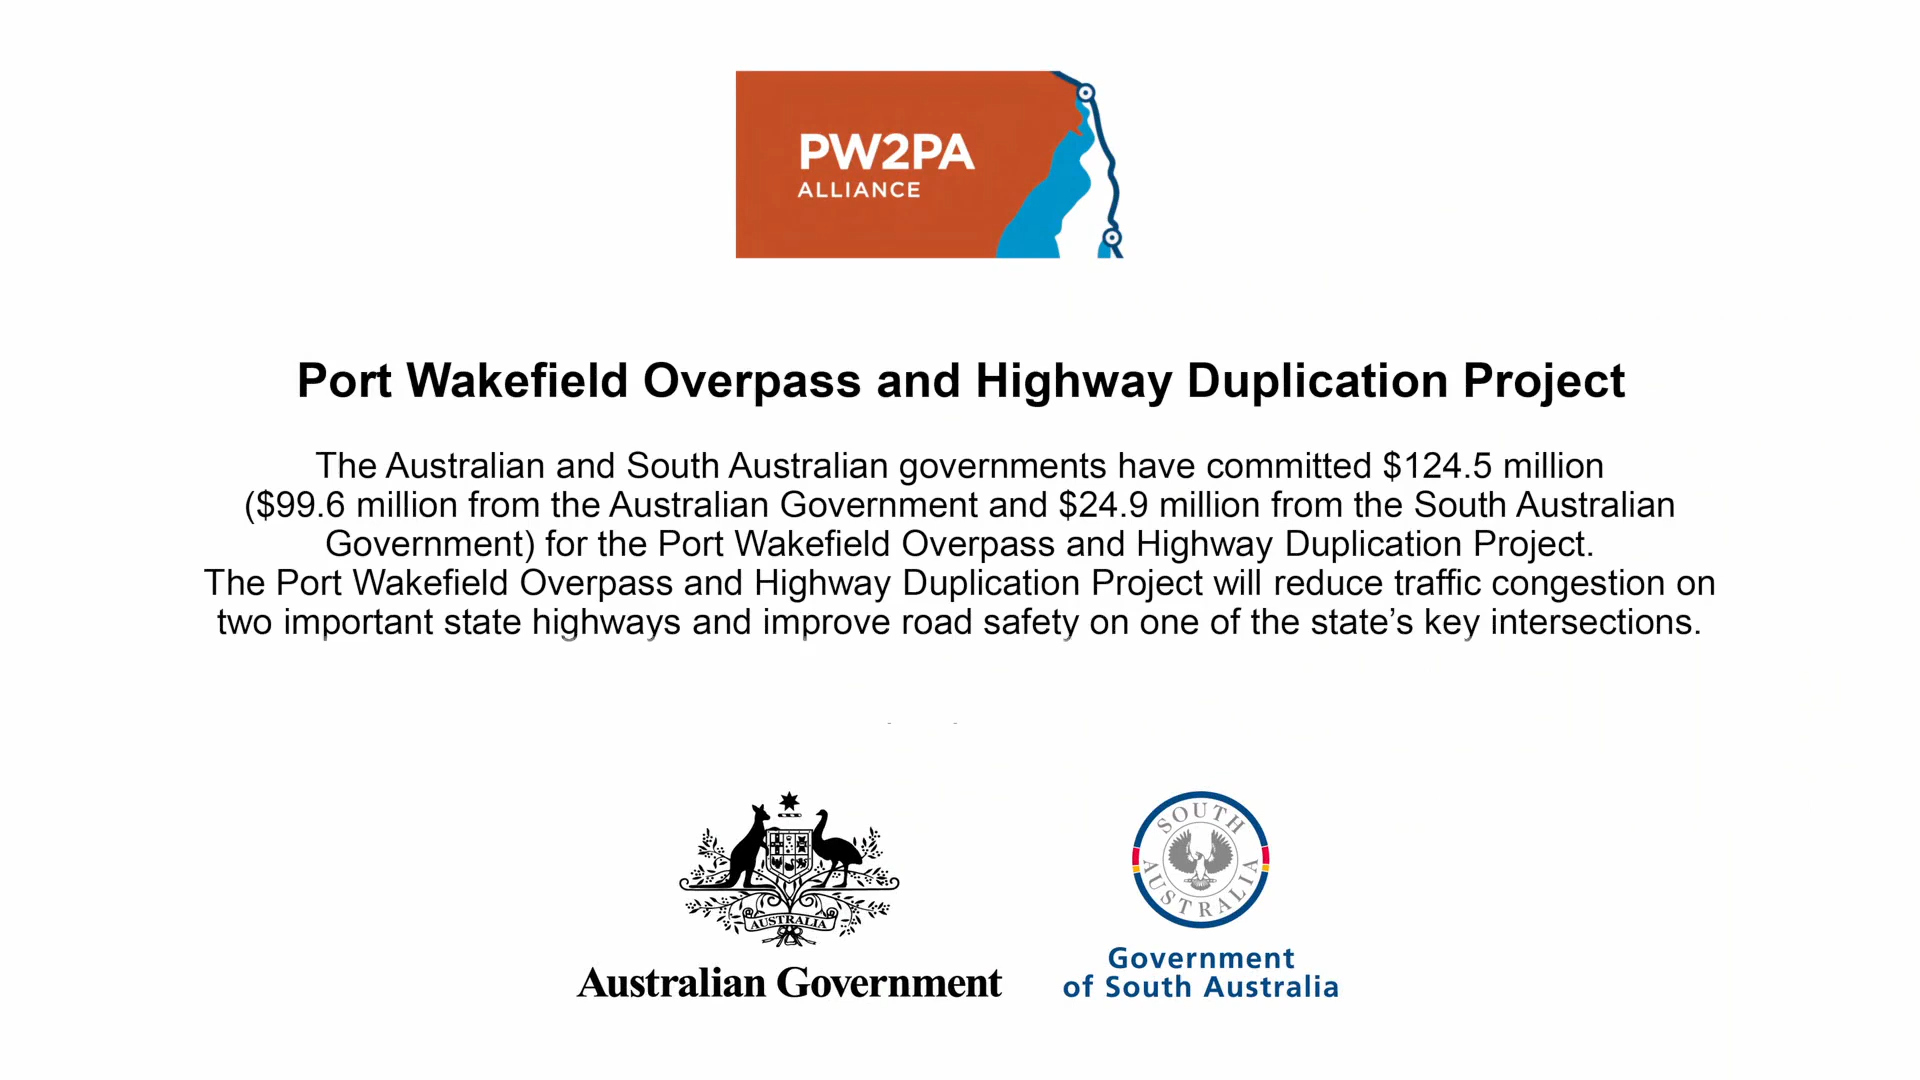 PW2PA
ALLIANCE
Port Wakefield Overpass and Highway Duplication Project
The Australian and South Australian governments have committed $124.5 million
($99.6 million from the Australian Government and $24.9 million from the South Australian
Government) for the Port Wakefield Overpass and Highway Duplication Project.
The Port Wakefield Overpass and Highway Duplication Project will reduce traffic congestion on
two important state highways and improve road safety on one of the state’s key intersections.
AUSTRALIA
Australian Government
SOUTH
AUSTRALIA
Government
of South Australia